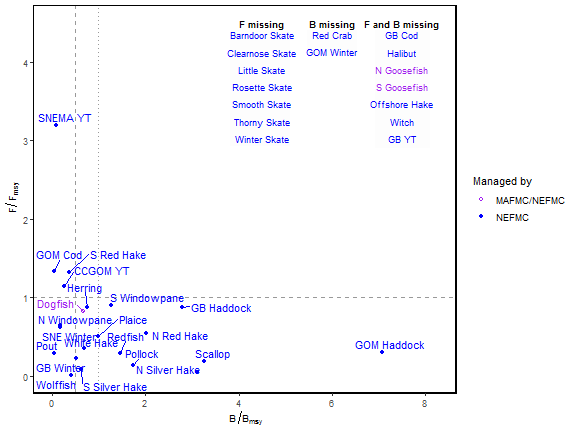 F missing B missing F and B missing
Barndoor Skate Red Crab GB Cod
Clearnose Skate GOM Winter Halibut
Little Skate N Goosefish
Rosette Skate S Goosefish
Smooth Skate Offshore Hake
Thorny Skate Witch
Winter Skate GB YT
4
SNEMA YT
3
Managed by
MAFMC/NEFMC
NEFMC
F/Fmsy
2
GOM Cod S Red Hake
CCGOM YT
Herring
1
S Windowpane
Dogfish
GB Haddock
N Windowpane Plaice
SNE Winter Redfish N Red Hake
White Hake
Pout Pollock Scallop GOM Haddock
GB Winter N Silver Hake
0
Wolffish S Silver Hake
0 2 4 6 8
B/Bmsy